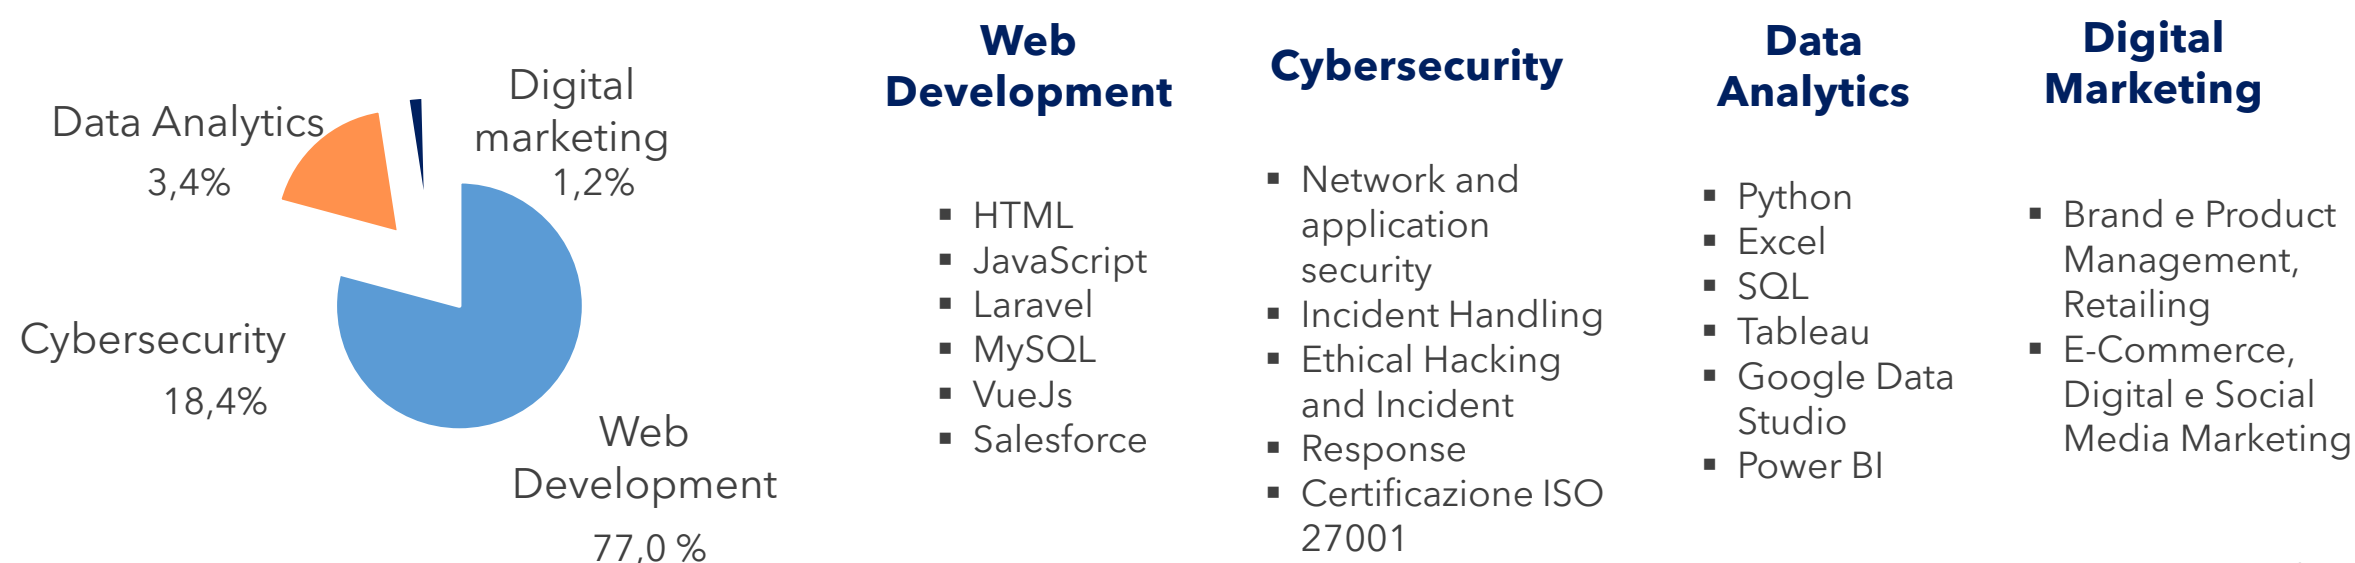 Data Analytics
3,4%
Digital
marketing
1,2%
Cybersecurity
18,4%
Web
Development
77,0 %
Web
Development
▪ HTML
▪ JavaScript
▪ Laravel
▪ MySQL
▪ VueJs
▪ Salesforce
Cybersecurity
▪ Network and
application
security
▪ Incident Handling
▪ Ethical Hacking
and Incident
▪ Response
▪ Certificazione ISO
27001
Data
Analytics
▪ Python
▪ Excel
▪ SQL
▪ Tableau
▪ Google Data
Studio
▪ Power BI
Digital
Marketing
▪ Brand e Product
Management,
Retailing
▪ E-Commerce,
Digital e Social
Media Marketing